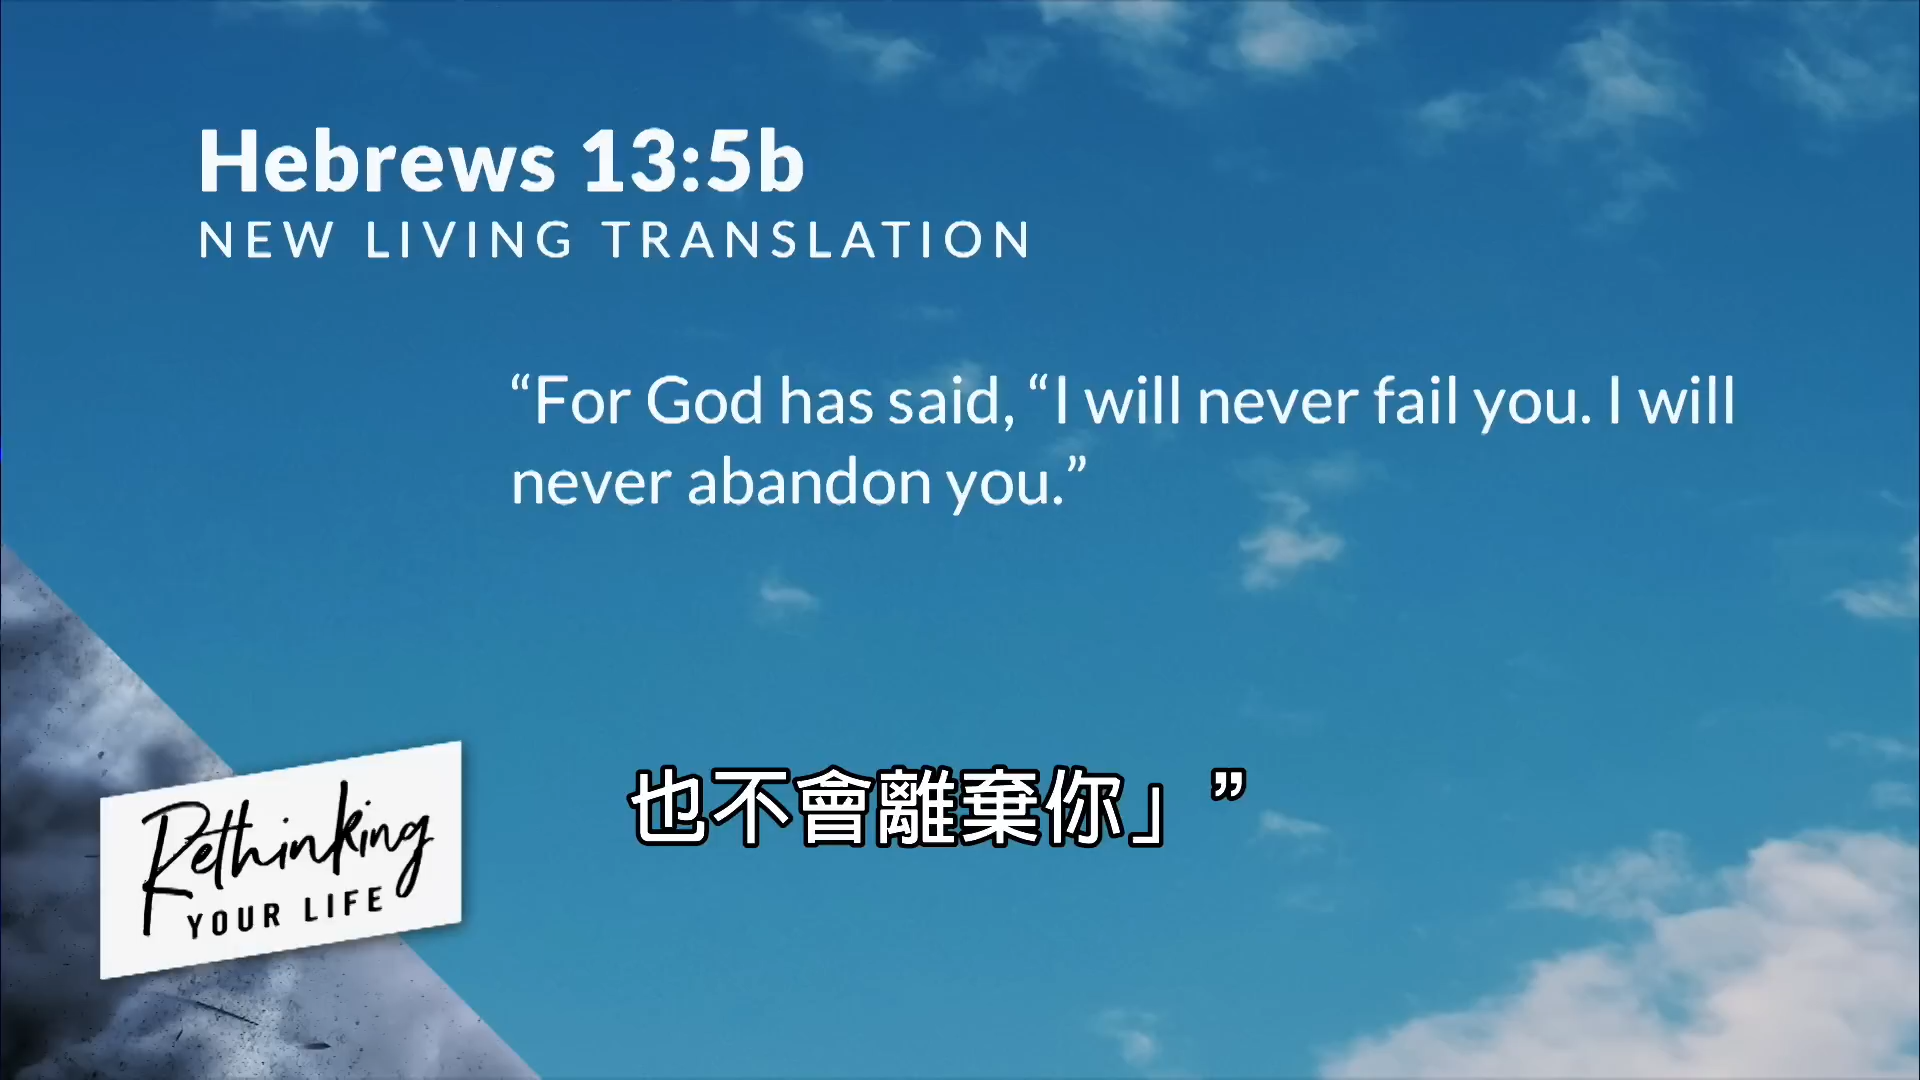 Hebrews 13:5b
NEW LIVING TRANSLATION
“For God has said, “I will never fail you. I will
never abandon you.”
也不會離棄你」”
Rethinking
YOUR LIFE